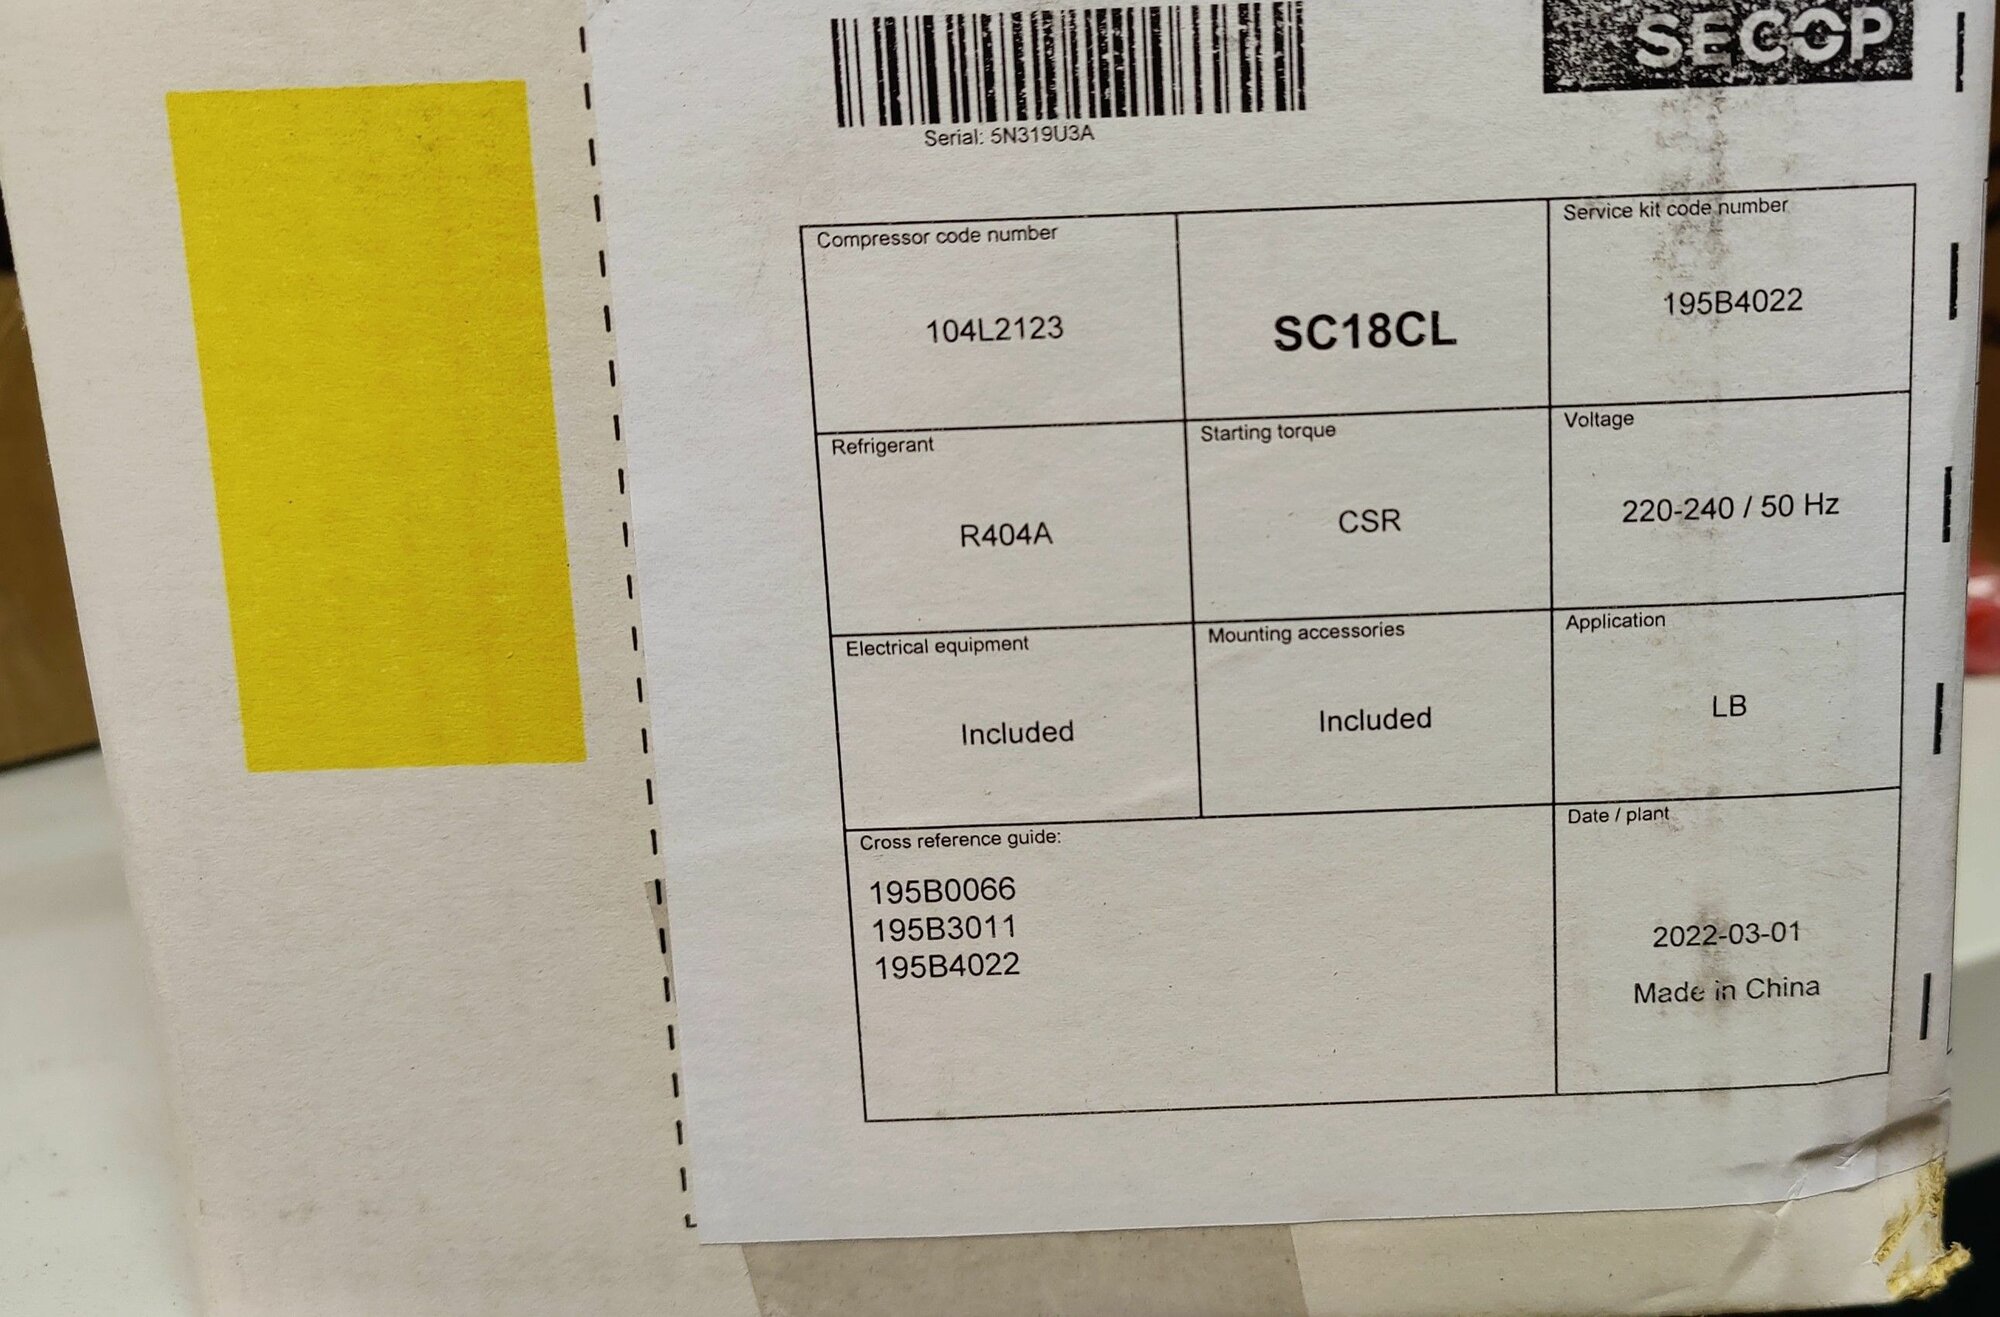 SECOP
Serial: 5N319U3A
Compressor code number
104L2123
SC18CL
Service kit code number
195B4022
Refrigerant
R404A
Starting torque
CSR
Voltage
220-240 / 50 Hz
Electrical equipment
Included
Mounting accessories
Included
Application
LB
Cross reference guide:
195B0066
195B3011
195B4022
Date / plant
2022-03-01
Made in China